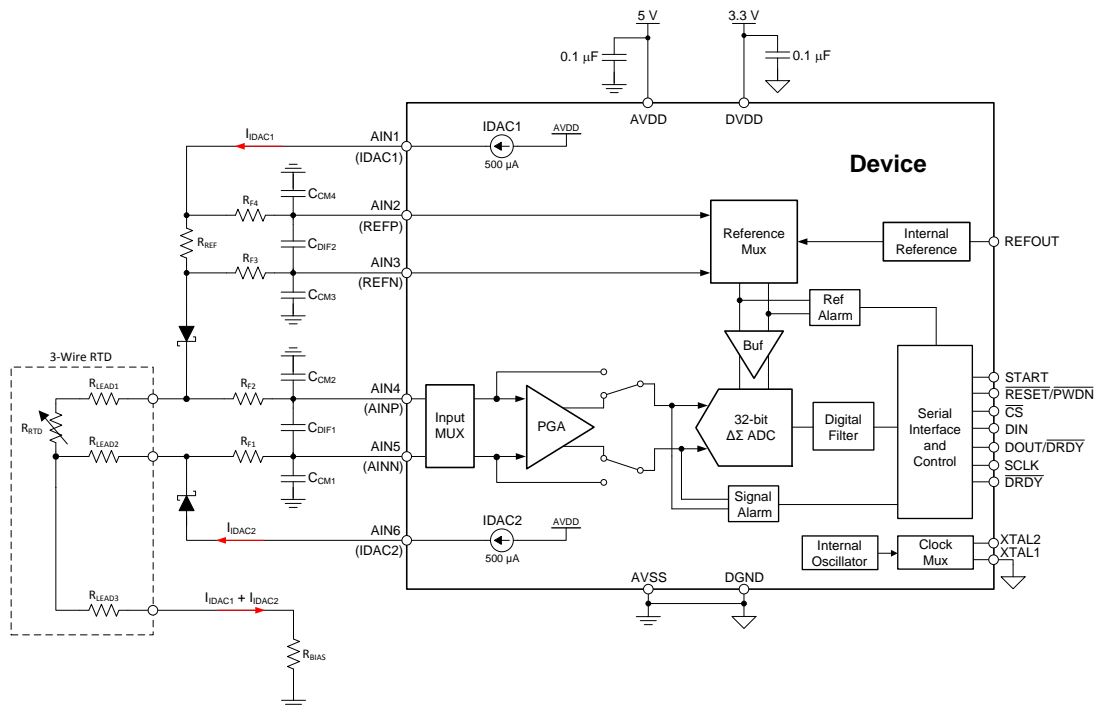 5 V
3.3 V
0.1 µF
0.1 µF
AVDD
DVDD
Device
IIDAC1
AIN1
(IDAC1)
IDAC1
500 µA
AVDD
CCM4
RF4
AIN2
(REFP)
RREF
CDIF2
RF3
AIN3
(REFN)
CCM3
Reference
Mux
Internal
Reference
REFOUT
Ref
Alarm
Buf
3-Wire RTD
RLEAD1
RRTD
RLEAD2
RLEAD3
CCM2
RF2
AIN4
(AINP)
CDIF1
RF1
AIN5
(AINN)
CCM1
Input
MUX
PGA
32-bit
ΔΣ ADC
Digital
Filter
Serial
Interface
and
Control
START
RESET/PWDN
CS
DIN
DOUT/DRDY
SCLK
DRDY
Signal
Alarm
IIDAC2
AIN6
(IDAC2)
IDAC2
500 µA
AVDD
Internal
Oscillator
Clock
Mux
XTAL2
XTAL1
AVSS
DGND
IIDAC1 + IIDAC2
RBIAS